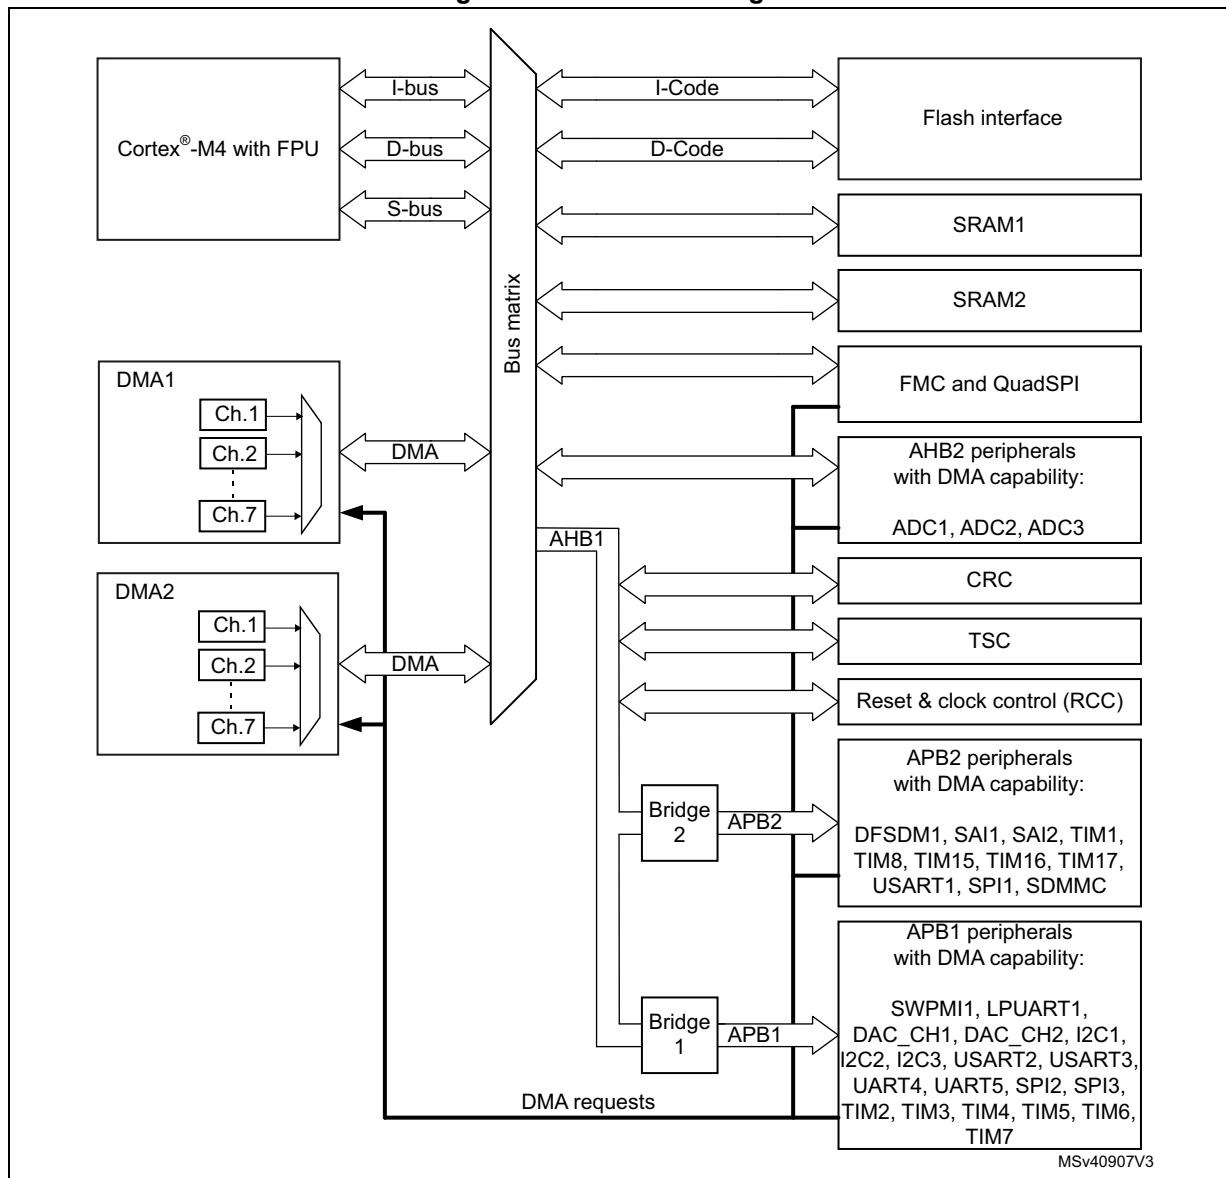 Cortex®-M4 with FPU
I-bus
D-bus
S-bus
Bus matrix
I-Code
D-Code
Flash interface
SRAM1
SRAM2
FMC and QuadSPI
DMA1
Ch.1
Ch.2
Ch.7
DMA
AHB2 peripherals
with DMA capability:
ADC1, ADC2, ADC3
AHB1
CRC
DMA2
Ch.1
Ch.2
Ch.7
DMA
TSC
Reset & clock control (RCC)
Bridge
2
APB2
APB2 peripherals
with DMA capability:
DFSDM1, SAI1, SAI2, TIM1,
TIM8, TIM15, TIM16, TIM17,
USART1, SPI1, SDMMC
Bridge
1
APB1
APB1 peripherals
with DMA capability:
SWPMI1, LPUART1,
DAC_CH1, DAC_CH2, I2C1,
I2C2, I2C3, USART2, USART3,
UART4, UART5, SPI2, SPI3,
TIM2, TIM3, TIM4, TIM5, TIM6,
TIM7
DMA requests
MSv40907V3